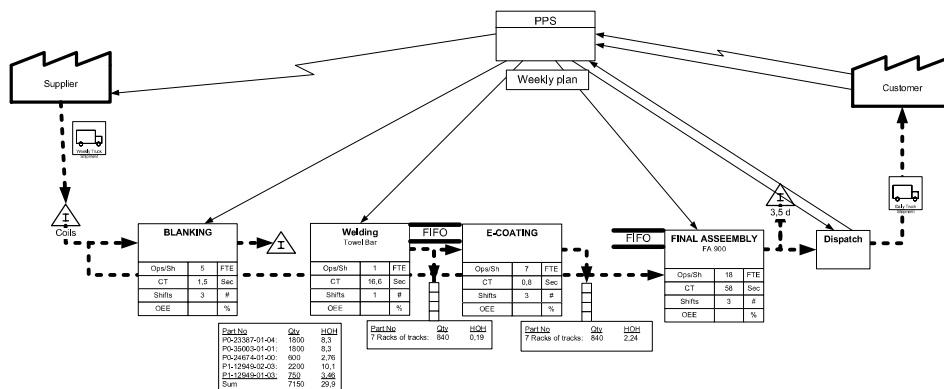 PPS
Weekly plan
Supplier
Customer
Weekly Truck
Shipment
Daily Truck
Shipment
I
Coils
I
I
3,5 d
BLANKING
Ops/Sh 5 FTE
CT 1,5 Sec
Shifts 3 #
OEE %
Welding
Towel Bar
Ops/Sh 1 FTE
CT 16,6 Sec
Shifts 1 #
OEE %
FIFO
E-COATING
Ops/Sh 7 FTE
CT 0,8 Sec
Shifts 3 #
OEE %
FIFO
FINAL ASSEEMBLY
FA 900
Ops/Sh 18 FTE
CT 58 Sec
Shifts 3 #
OEE %
Dispatch
Part No Qty HOH
P0-23387-01-04: 1800 8,3
P0-35003-01-01: 1800 8,3
P0-24674-01-00: 600 2,76
P1-12949-02-03: 2200 10,1
P1-12949-01-03: 750 3,46
Sum 7150 29,9
Part No Qty HOH
7 Racks of tracks: 840 0,19
Part No Qty HOH
7 Racks of tracks: 840 2,24